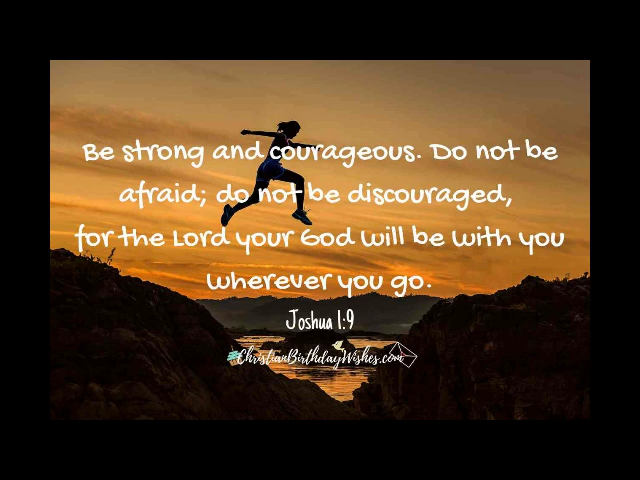 Be strong and courageous. Do not be
afraid; do not be discouraged,
for the Lord your God will be with you
wherever you go.
Joshua 1:9
ChristianBirthdayWishes.com